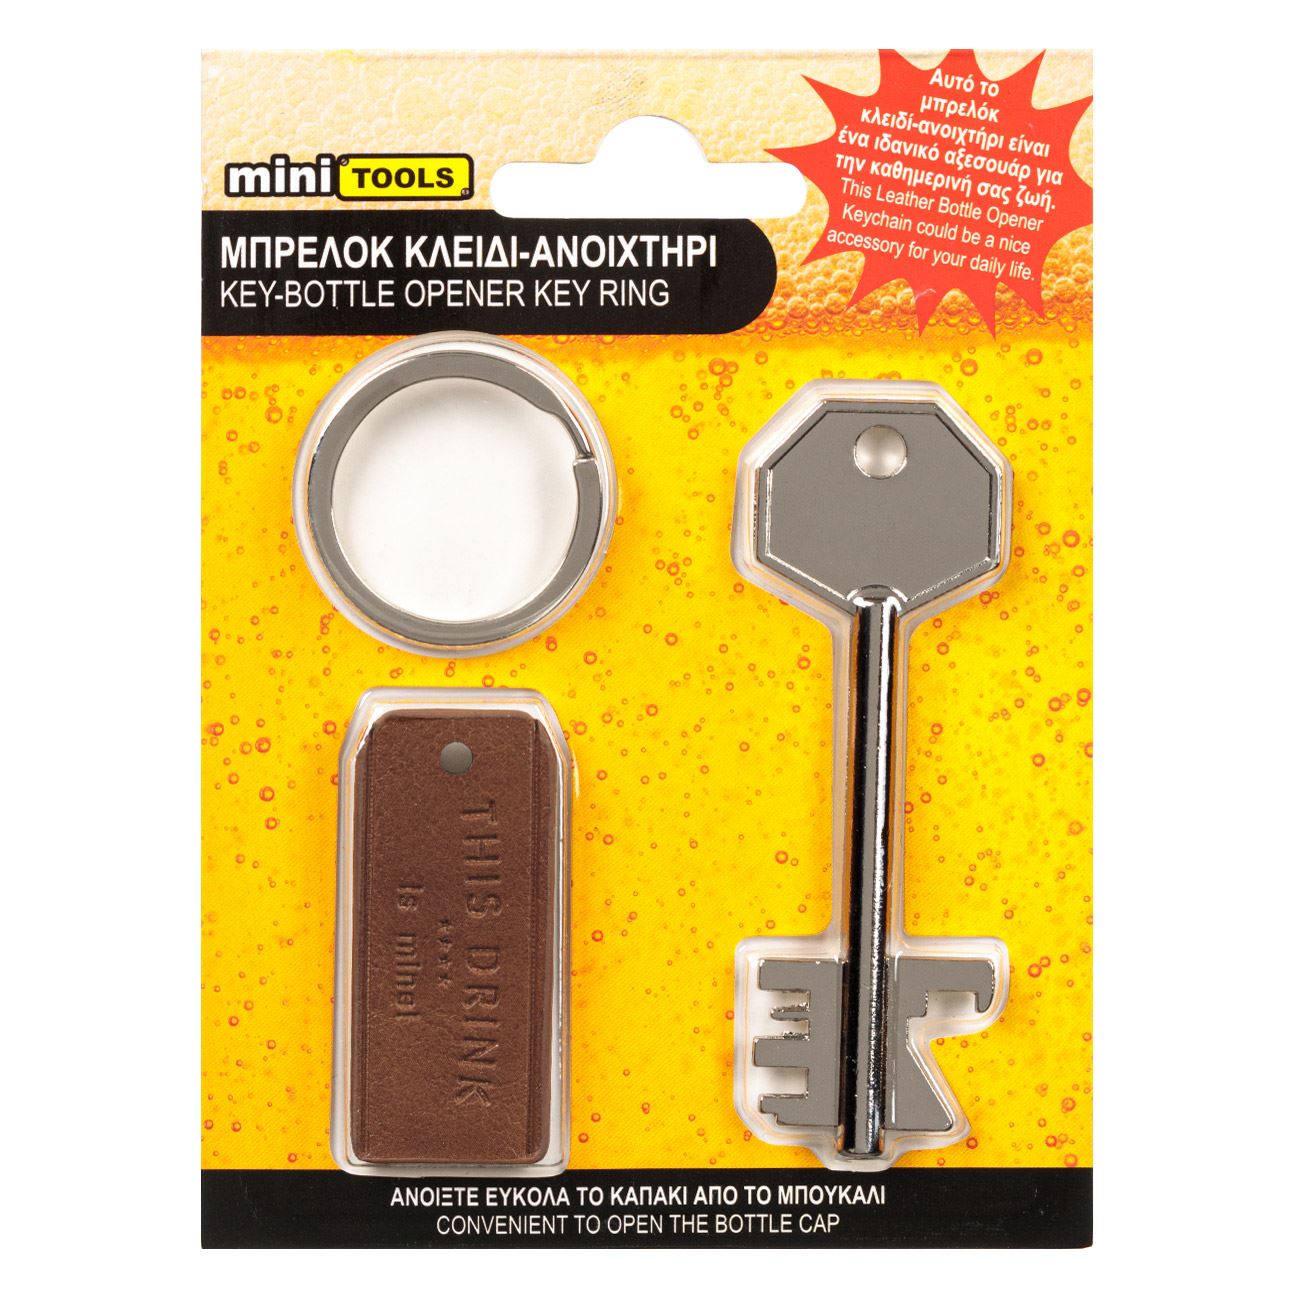 mini TOOLS
ΜΠΡΕΛΟΚ ΚΛΕΙΔΙ-ΑΝΟΙΧΤΗΡΙ
KEY-BOTTLE OPENER KEY RING
Αυτό το
μπρελόκ
κλειδί-ανοιχτήρι είναι
ένα ιδανικό αξεσουάρ για
την καθημερινή σας ζωή.
This Leather Bottle Opener
Keychain could be a nice
accessory for your daily life.
THIS DRINK
★★★★
is mine!
ΑΝΟΙΞΤΕ ΕΥΚΟΛΑ ΤΟ ΚΑΠΑΚΙ ΑΠΟ ΤΟ ΜΠΟΥΚΑΛΙ
CONVENIENT TO OPEN THE BOTTLE CAP